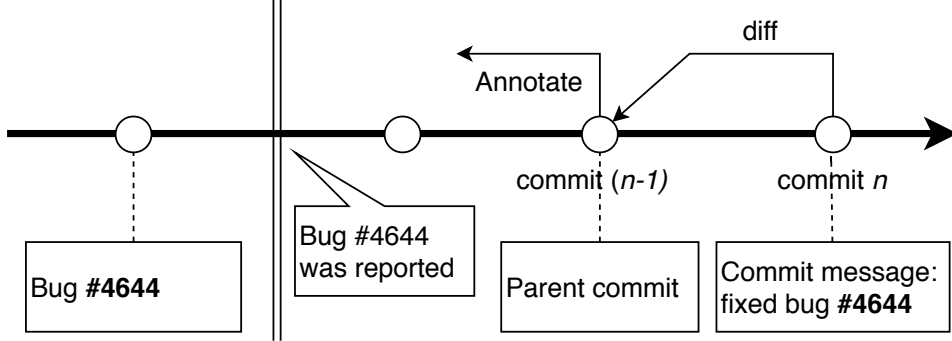 diff
Annotate
commit (n-1)
commit n
Bug #4644
Bug #4644
was reported
Parent commit
Commit message:
fixed bug #4644